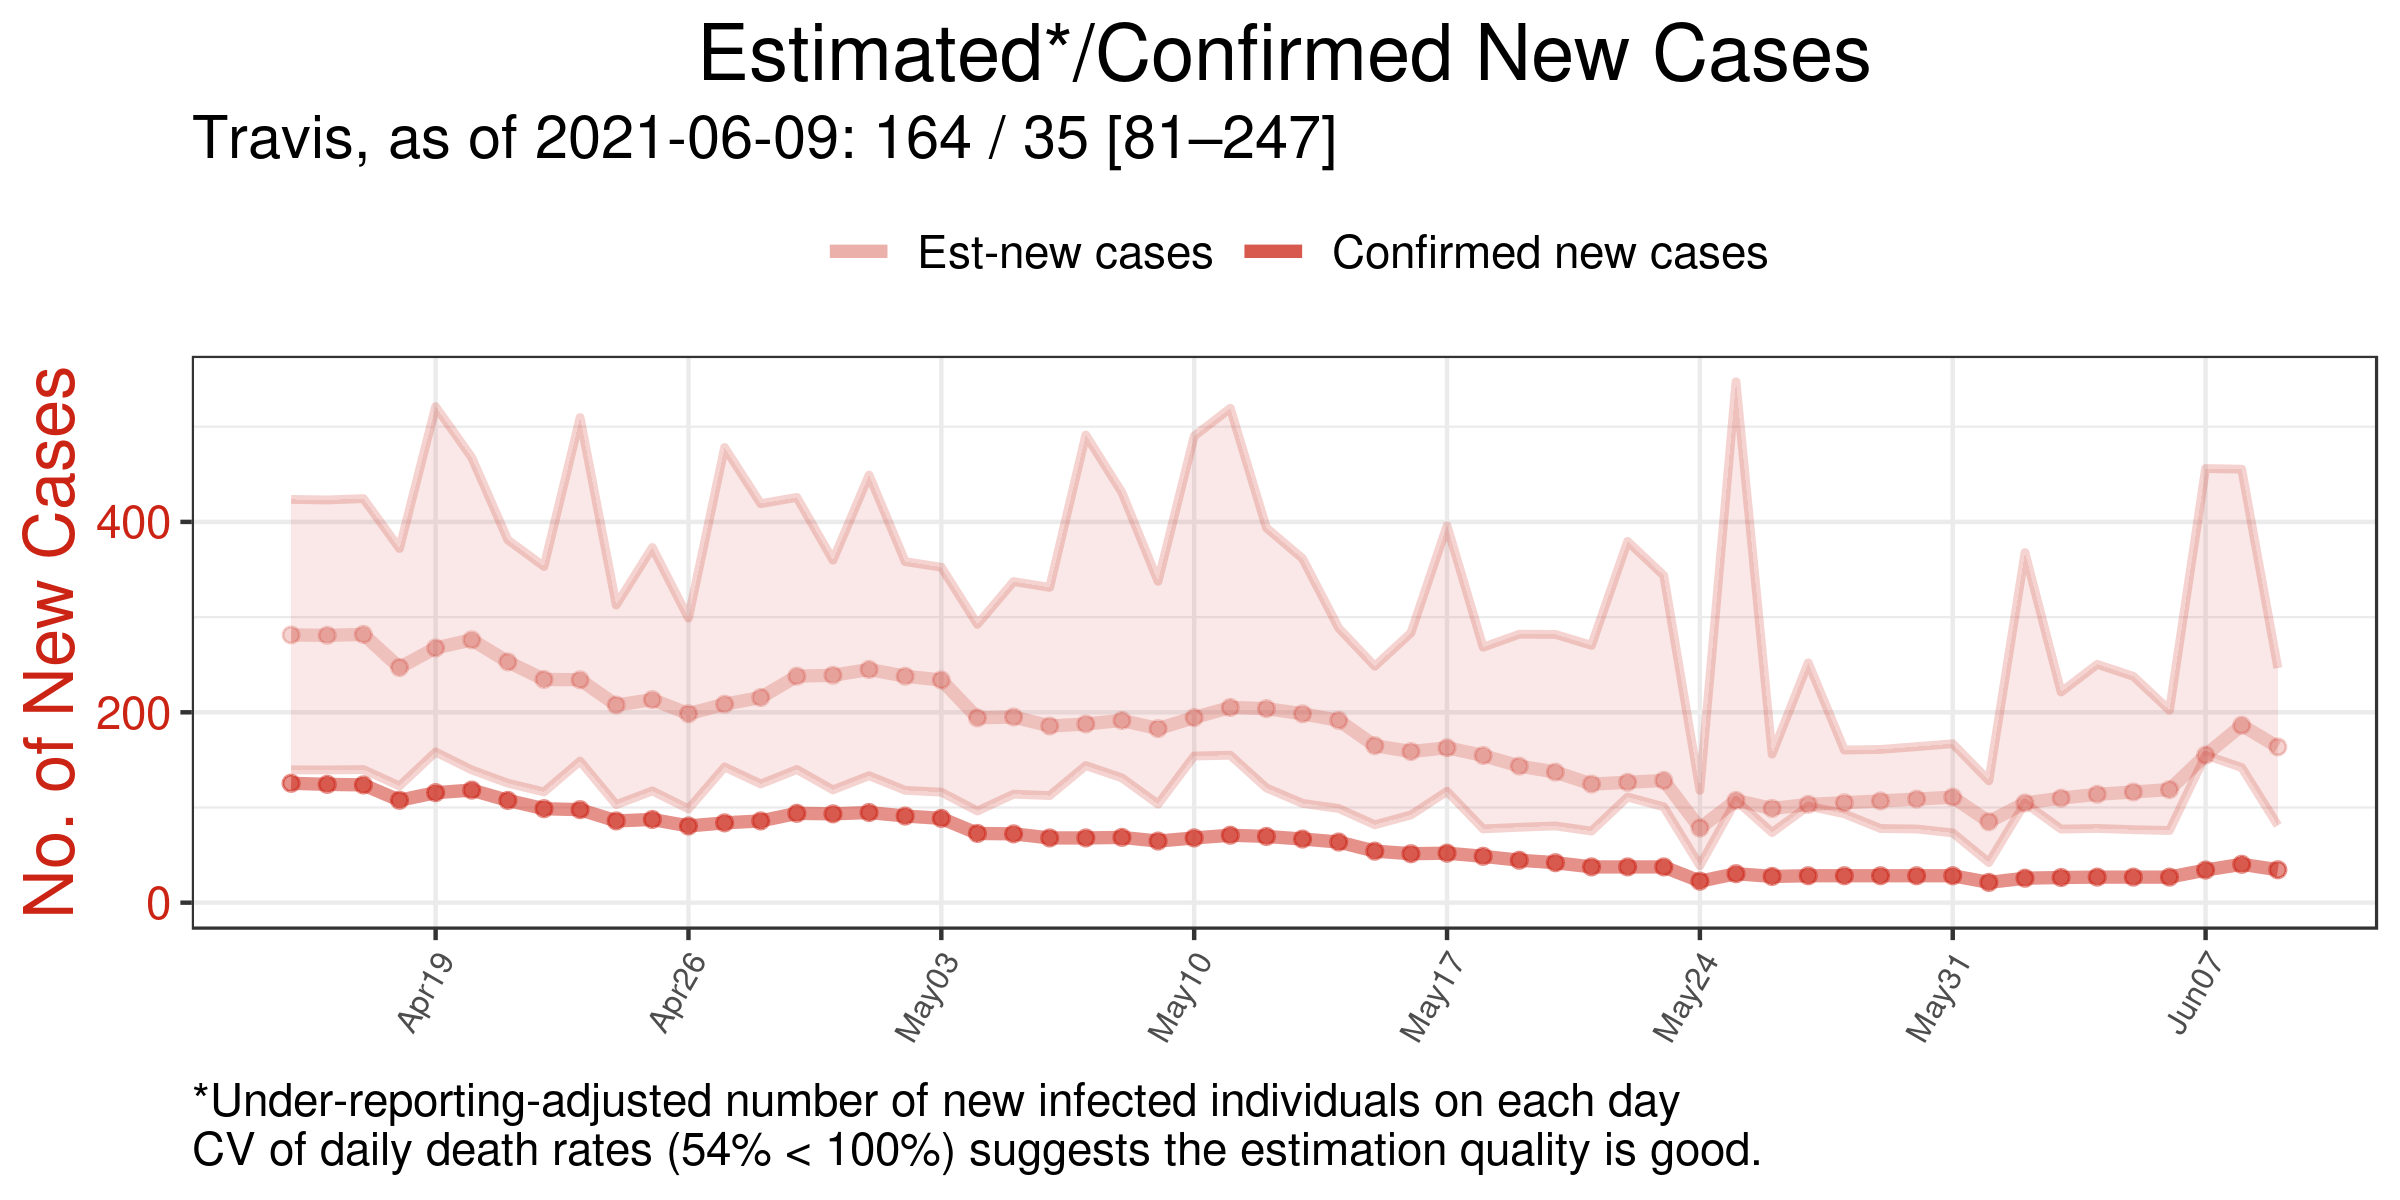 Estimated*/Confirmed New Cases
Travis, as of 2021-06-09: 164 / 35 [81–247]
Est-new cases
Confirmed new cases
No. of New Cases
400
200
0
Apr19
Apr26
May03
May10
May17
May24
May31
Jun07
*Under-reporting-adjusted number of new infected individuals on each day
CV of daily death rates (54% < 100%) suggests the estimation quality is good.